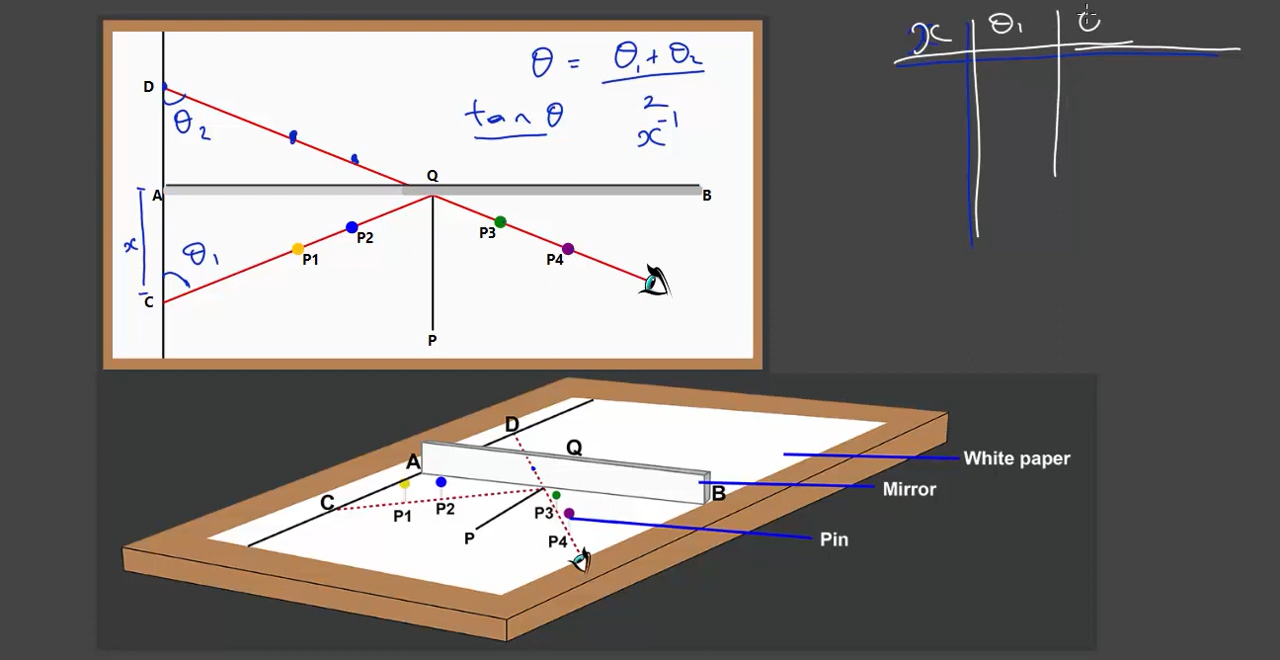 x θ₁
θ = θ₁ + θ₂
2
tan θ x⁻¹
D
θ₂
Q
A B
x
P2
P3
θ₁
P1 P4
C
P
D
Q
A
White paper
Mirror
B
C
P1 P2 P3
P
P4
Pin